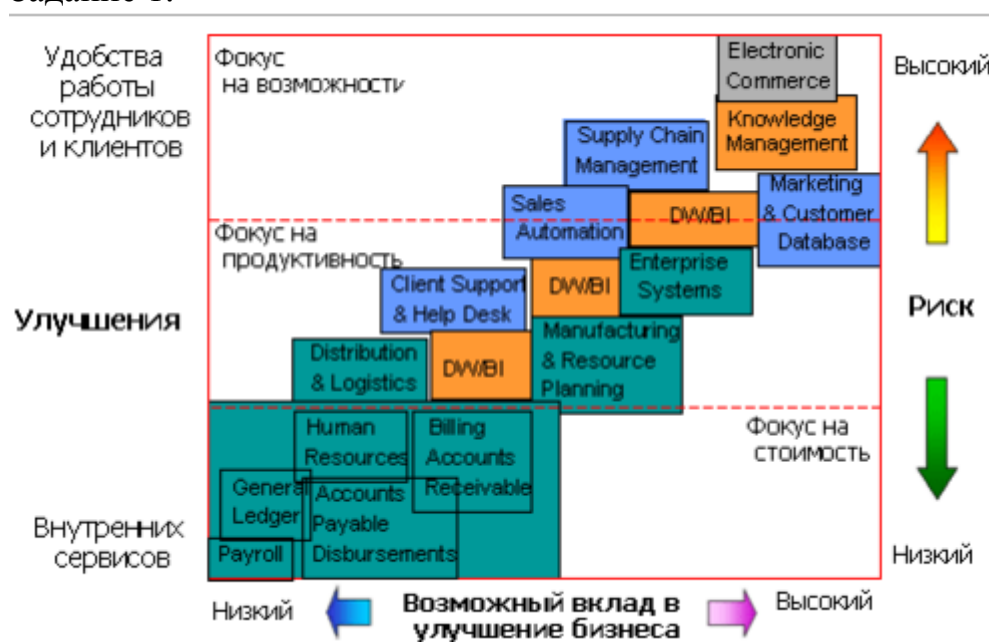 Удобства
работы
сотрудников
и клиентов
Фокус
на возможности
Electronic
Commerce
Высокий
Knowledge
Management
Supply Chain
Management
Marketing
& Customer
Database
Sales
Automation
DW/BI
Фокус на
продуктивность
Enterprise
Systems
DW/BI
Client Support
& Help Desk
Улучшения
Риск
Manufacturing
& Resource
Planning
Distribution
& Logistics
DW/BI
Фокус на
стоимость
Human
Resources
Billing
Accounts
Receivable
General
Ledger
Accounts
Payable
Disbursements
Payroll
Внутренних
сервисов
Низкий
Низкий
Возможный вклад в
улучшение бизнеса
Высокий